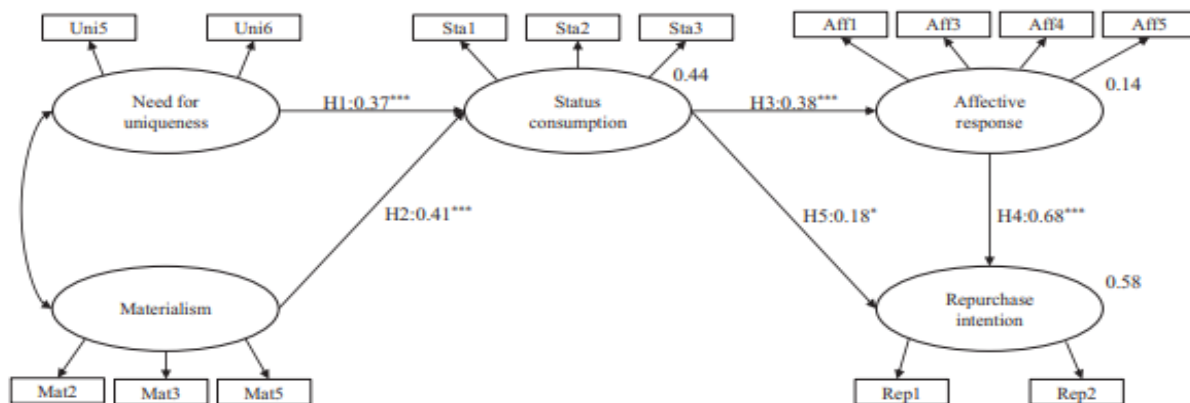 Uni5
Uni6
Sta1
Sta2
Sta3
Aff1
Aff3
Aff4
Aff5
0.44
0.14
Need for
uniqueness
H1:0.37***
Status
consumption
H3:0.38***
Affective
response
H2:0.41***
H5:0.18*
H4:0.68***
Materialism
Repurchase
intention
0.58
Mat2
Mat3
Mat5
Rep1
Rep2